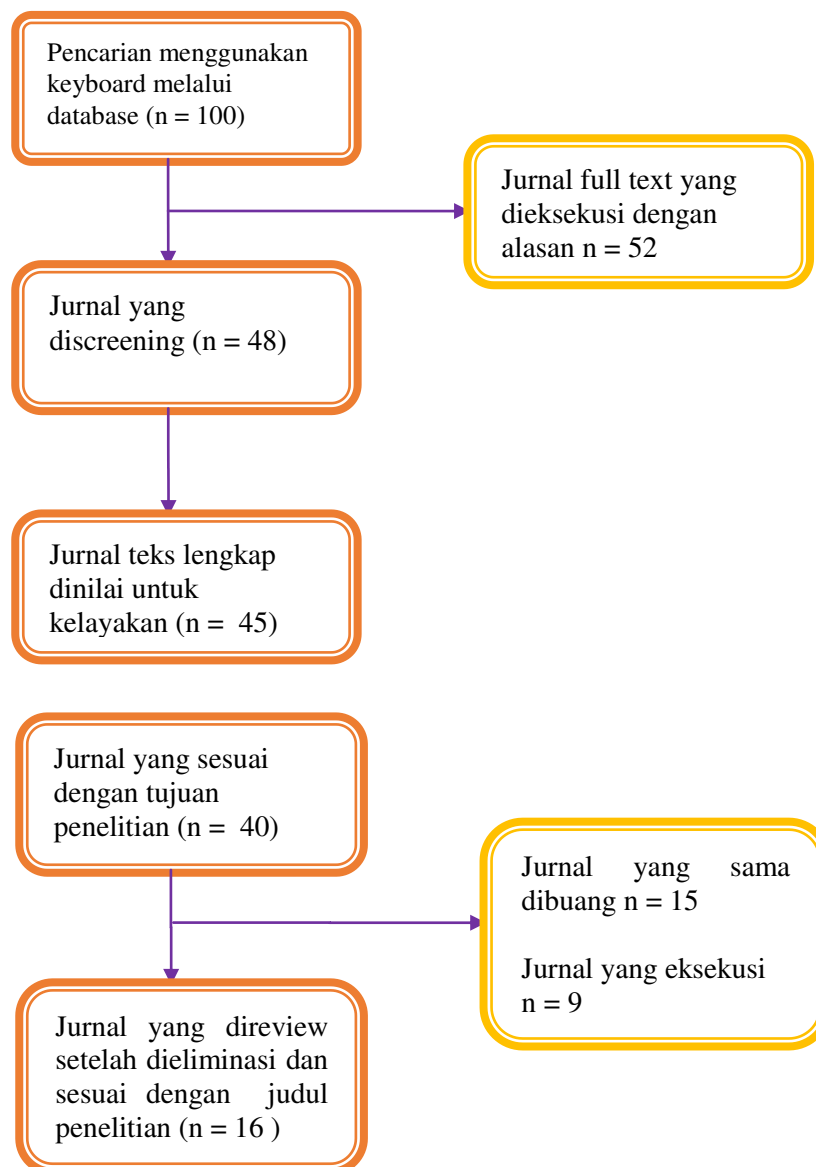 Pencarian menggunakan
keyboard melalui
database (n = 100)
Jurnal full text yang
dieksekusi dengan
alasan n = 52
Jurnal yang
discreening (n = 48)
Jurnal teks lengkap
dinilai untuk
kelayakan (n = 45)
Jurnal yang sesuai
dengan tujuan
penelitian (n = 40)
Jurnal yang sama
dibuang n = 15
Jurnal yang eksekusi
n = 9
Jurnal yang direview
setelah dieliminasi dan
sesuai dengan judul
penelitian (n = 16 )